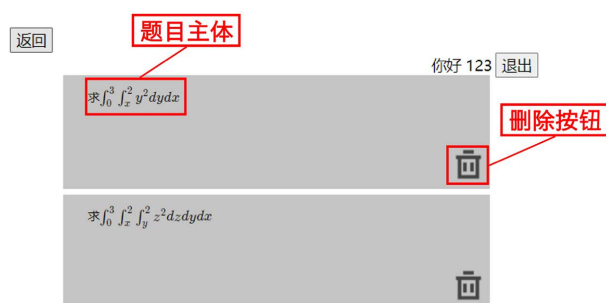 题目主体
返回
你好 123 退出
求∫₀³ ∫ₓ² y²dydx
删除按钮
求∫₀³ ∫ₓ² ∫ᵧ² z²dzdydx